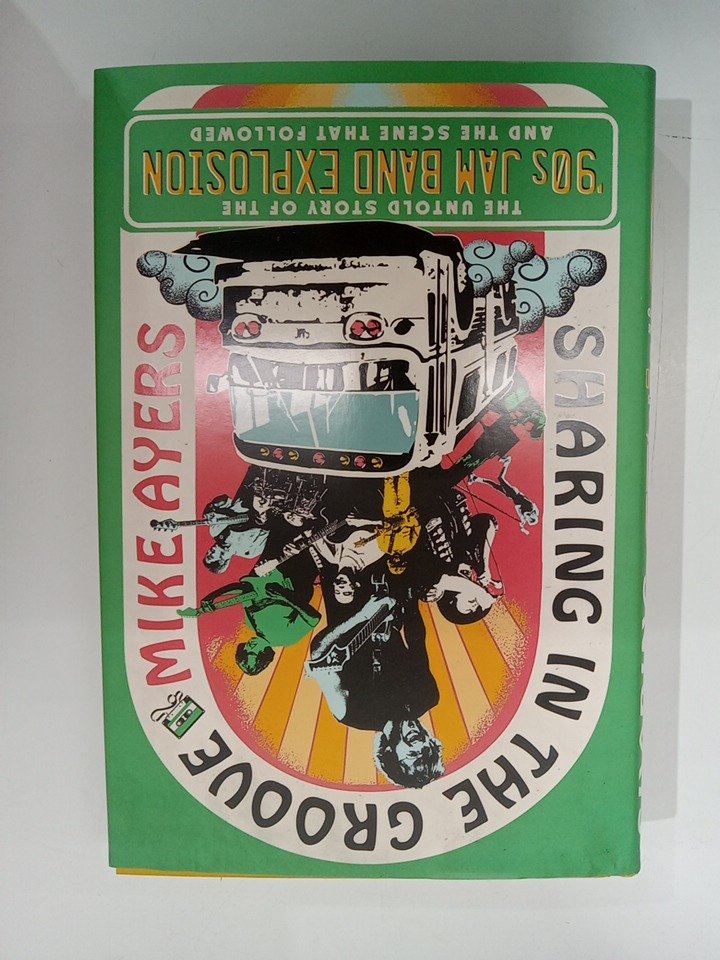 SHARING IN THE GROOVE
MIKE AYERS
THE UNTOLD STORY OF THE
'90s JAM BAND EXPLOSION
AND THE SCENE THAT FOLLOWED